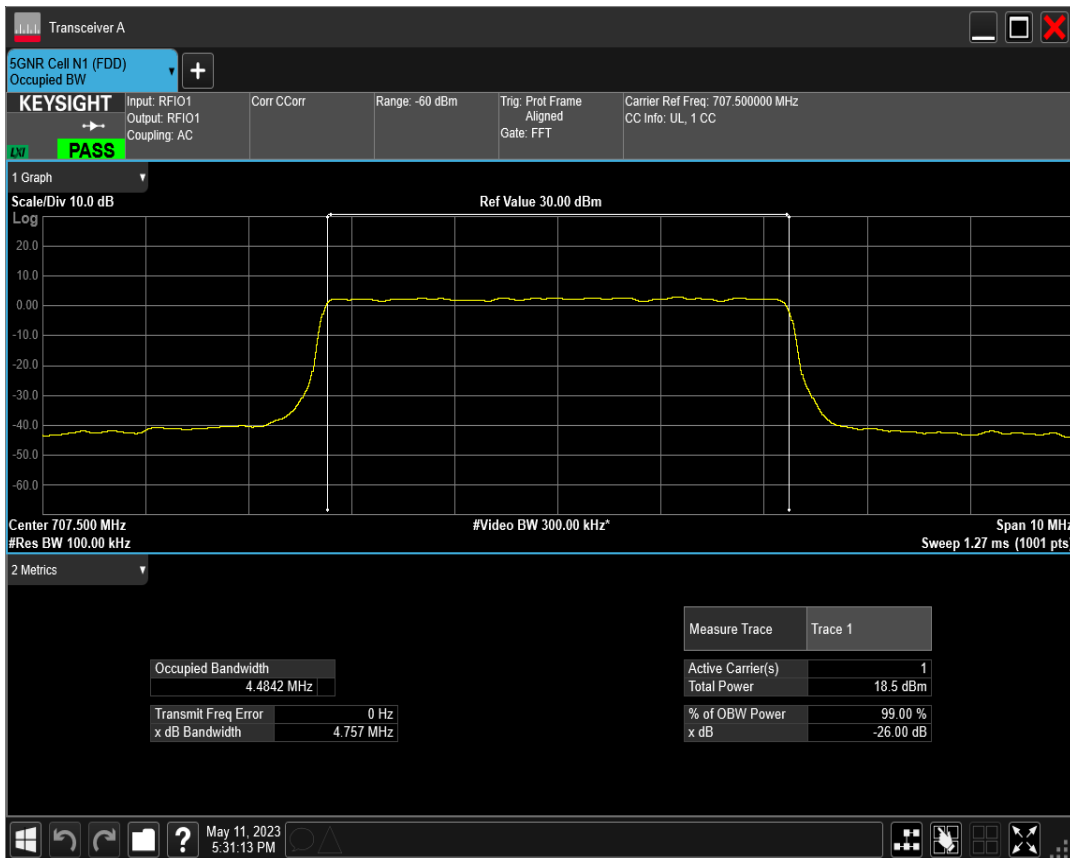 Transceiver A
5GNR Cell N1 (FDD)
Occupied BW
+
KEYSIGHT
LXI
PASS
Input: RFIO1
Output: RFIO1
Coupling: AC
Corr CCorr
Range: -60 dBm
Trig: Prot Frame
Aligned
Gate: FFT
Carrier Ref Freq: 707.500000 MHz
CC Info: UL, 1 CC
1 Graph
Scale/Div 10.0 dB
Ref Value 30.00 dBm
Log
20.0
10.0
0.00
-10.0
-20.0
-30.0
-40.0
-50.0
-60.0
Center 707.500 MHz
#Video BW 300.00 kHz*
Span 10 MHz
#Res BW 100.00 kHz
Sweep 1.27 ms (1001 pts)
2 Metrics
Measure Trace Trace 1
Occupied Bandwidth
4.4842 MHz
Active Carrier(s) 1
Total Power 18.5 dBm
Transmit Freq Error 0 Hz
x dB Bandwidth 4.757 MHz
% of OBW Power 99.00 %
x dB -26.00 dB
?
May 11, 2023
5:31:13 PM